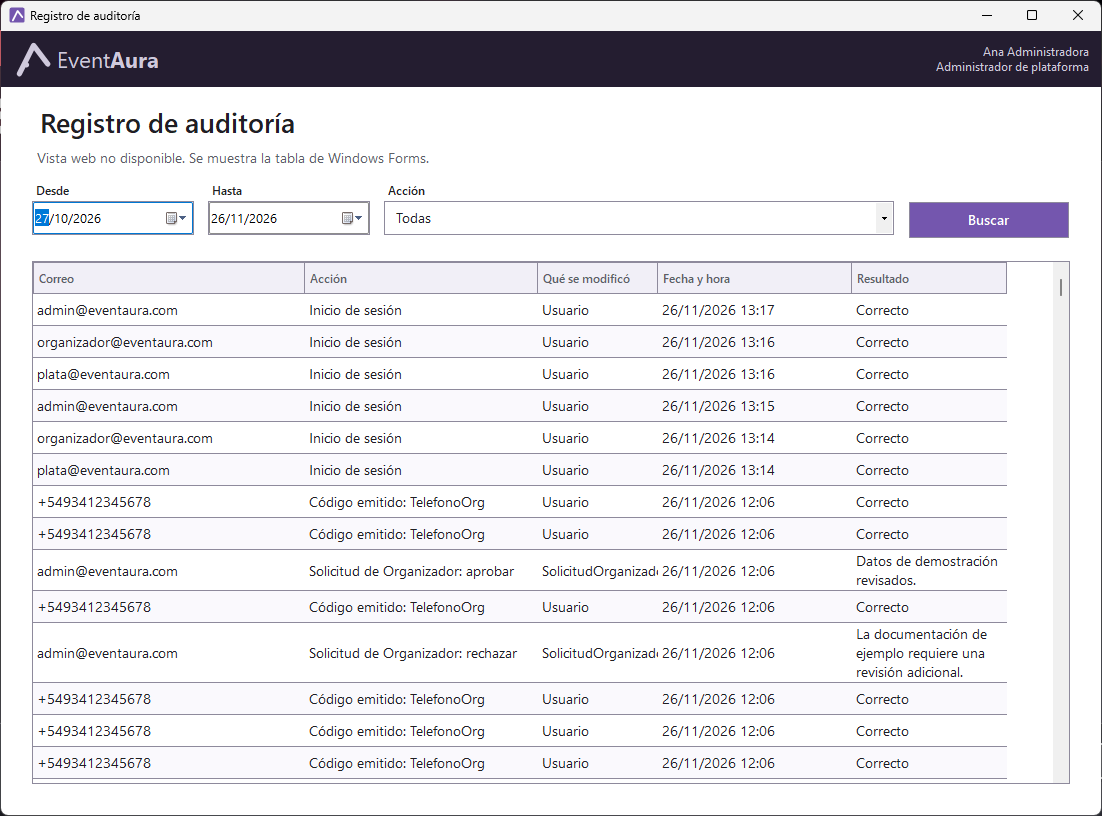 Registro de auditoría
EventAura
Ana Administradora
Administrador de plataforma
Registro de auditoría
Vista web no disponible. Se muestra la tabla de Windows Forms.
Desde Hasta Acción
27/10/2026 26/11/2026 Todas Buscar
Correo Acción Qué se modificó Fecha y hora Resultado
admin@eventaura.com Inicio de sesión Usuario 26/11/2026 13:17 Correcto
organizador@eventaura.com Inicio de sesión Usuario 26/11/2026 13:16 Correcto
plata@eventaura.com Inicio de sesión Usuario 26/11/2026 13:16 Correcto
admin@eventaura.com Inicio de sesión Usuario 26/11/2026 13:15 Correcto
organizador@eventaura.com Inicio de sesión Usuario 26/11/2026 13:14 Correcto
plata@eventaura.com Inicio de sesión Usuario 26/11/2026 13:14 Correcto
+5493412345678 Código emitido: TelefonoOrg Usuario 26/11/2026 12:06 Correcto
+5493412345678 Código emitido: TelefonoOrg Usuario 26/11/2026 12:06 Correcto
admin@eventaura.com Solicitud de Organizador: aprobar SolicitudOrganizad 26/11/2026 12:06 Datos de demostración
revisados.
+5493412345678 Código emitido: TelefonoOrg Usuario 26/11/2026 12:06 Correcto
admin@eventaura.com Solicitud de Organizador: rechazar SolicitudOrganizad 26/11/2026 12:06 La documentación de
ejemplo requiere una
revisión adicional.
+5493412345678 Código emitido: TelefonoOrg Usuario 26/11/2026 12:06 Correcto
+5493412345678 Código emitido: TelefonoOrg Usuario 26/11/2026 12:06 Correcto
+5493412345678 Código emitido: TelefonoOrg Usuario 26/11/2026 12:06 Correcto